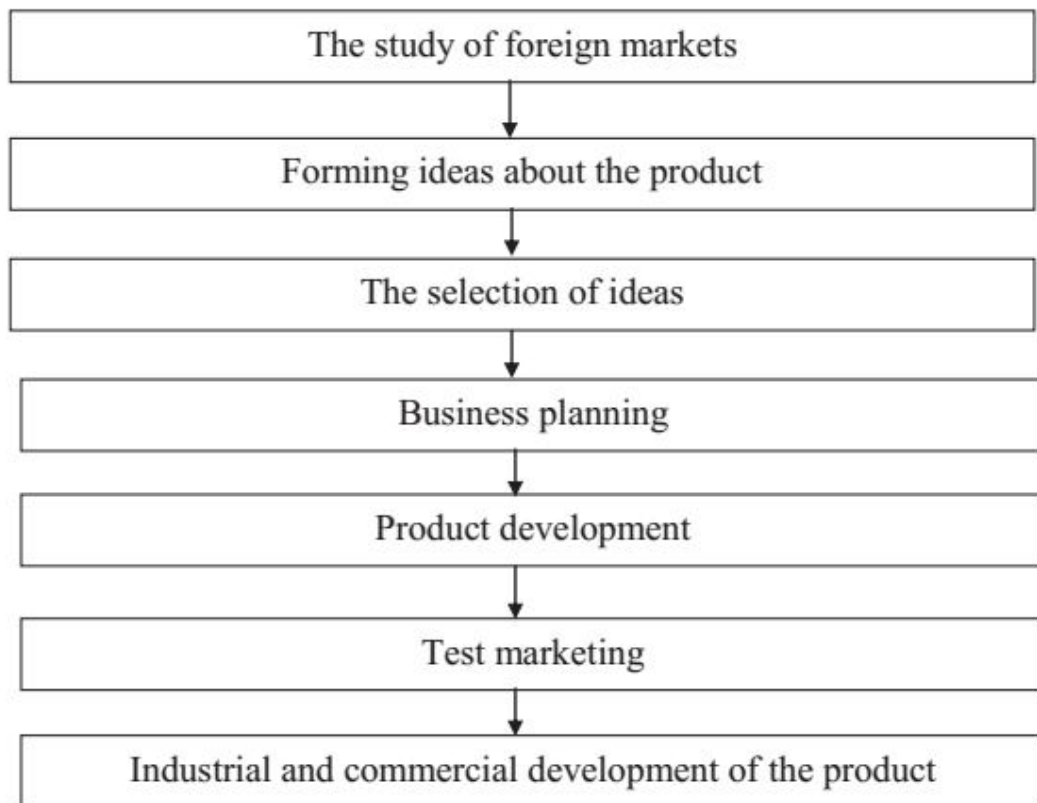 The study of foreign markets
Forming ideas about the product
The selection of ideas
Business planning
Product development
Test marketing
Industrial and commercial development of the product